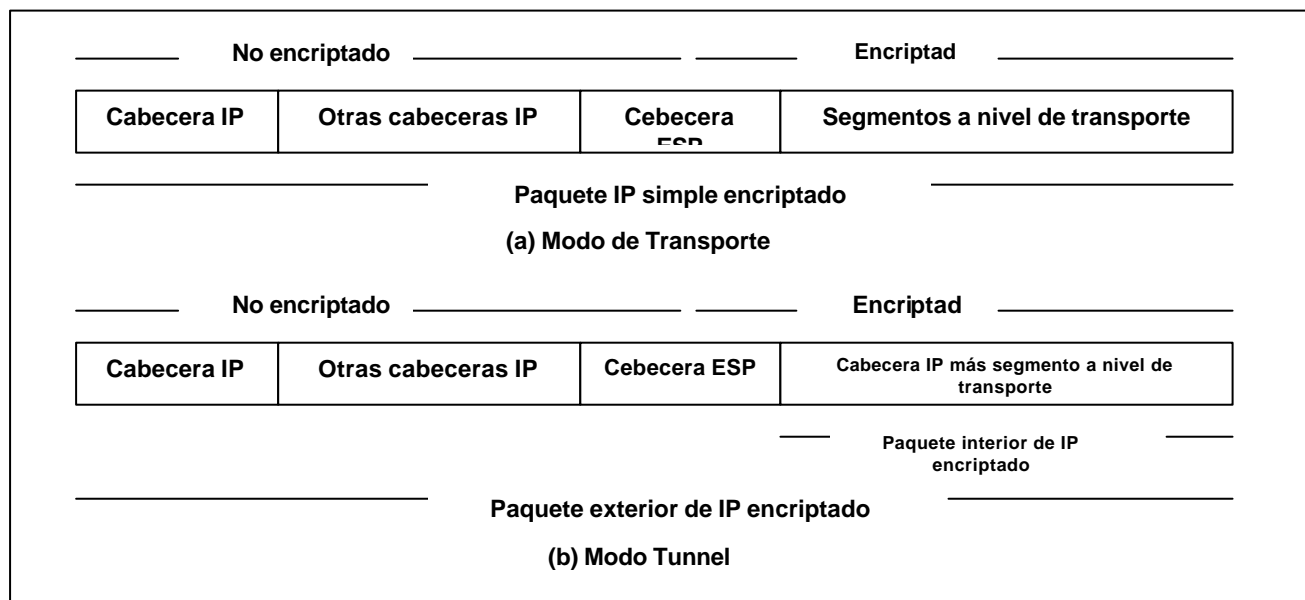 No encriptado Encriptad
Cabecera IP Otras cabeceras IP Cebecera Segmentos a nivel de transporte
ESP
Paquete IP simple encriptado
(a) Modo de Transporte
No encriptado Encriptad
Cabecera IP Otras cabeceras IP Cebecera ESP Cabecera IP más segmento a nivel de
transporte
Paquete interior de IP
encriptado
Paquete exterior de IP encriptado
(b) Modo Tunnel